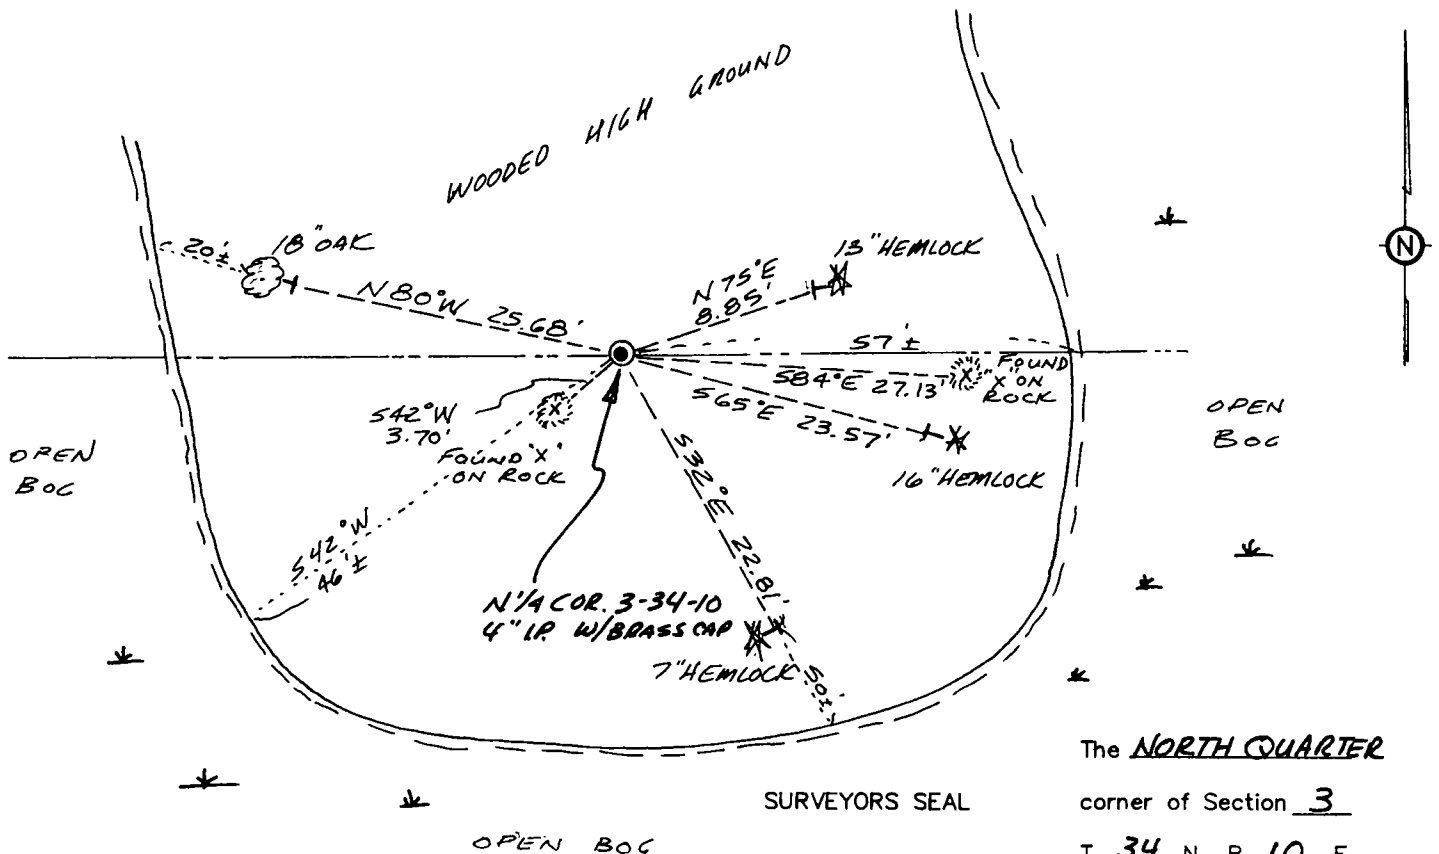 WOODED HIGH GROUND
N
20'±
18" OAK
13" HEMLOCK
N 80°W 25.68'
N 75°E
8.85'
57'±
S84°E 27.13'
FOUND
"X" ON
ROCK
S65°E 23.57'
16" HEMLOCK
S42°W
3.70'
FOUND "X"
ON ROCK
OPEN
BOG
OPEN
BOG
S32°E 22.81'
S42°W
46'±
N 1/4 COR. 3-34-10
4" I.P. W/BRASS CAP
7" HEMLOCK
50±'
The NORTH QUARTER
SURVEYORS SEAL
corner of Section 3
OPEN BOG
T 34 N, R 10 E